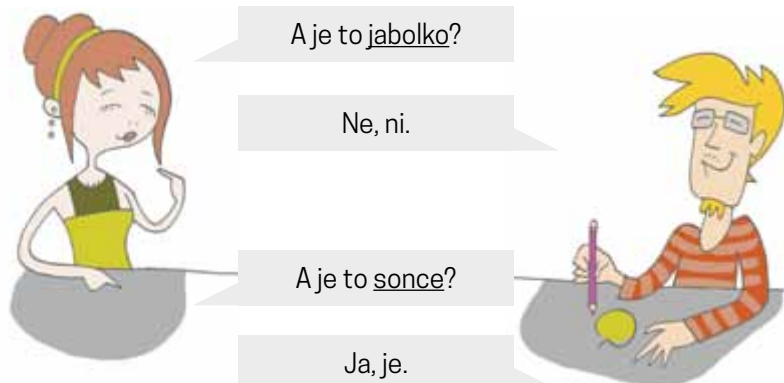 A je to jabolko?
Ne, ni.
A je to sonce?
Ja, je.